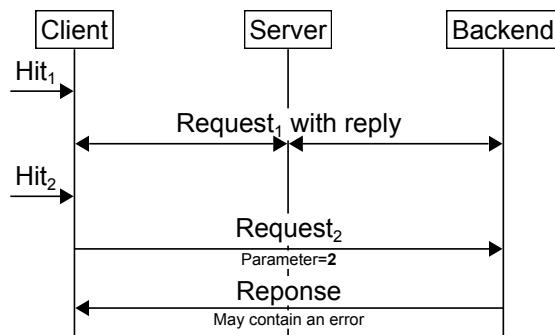 Client Server Backend
Hit₁
Request₁ with reply
Hit₂
Request₂
Parameter=2
Reponse
May contain an error